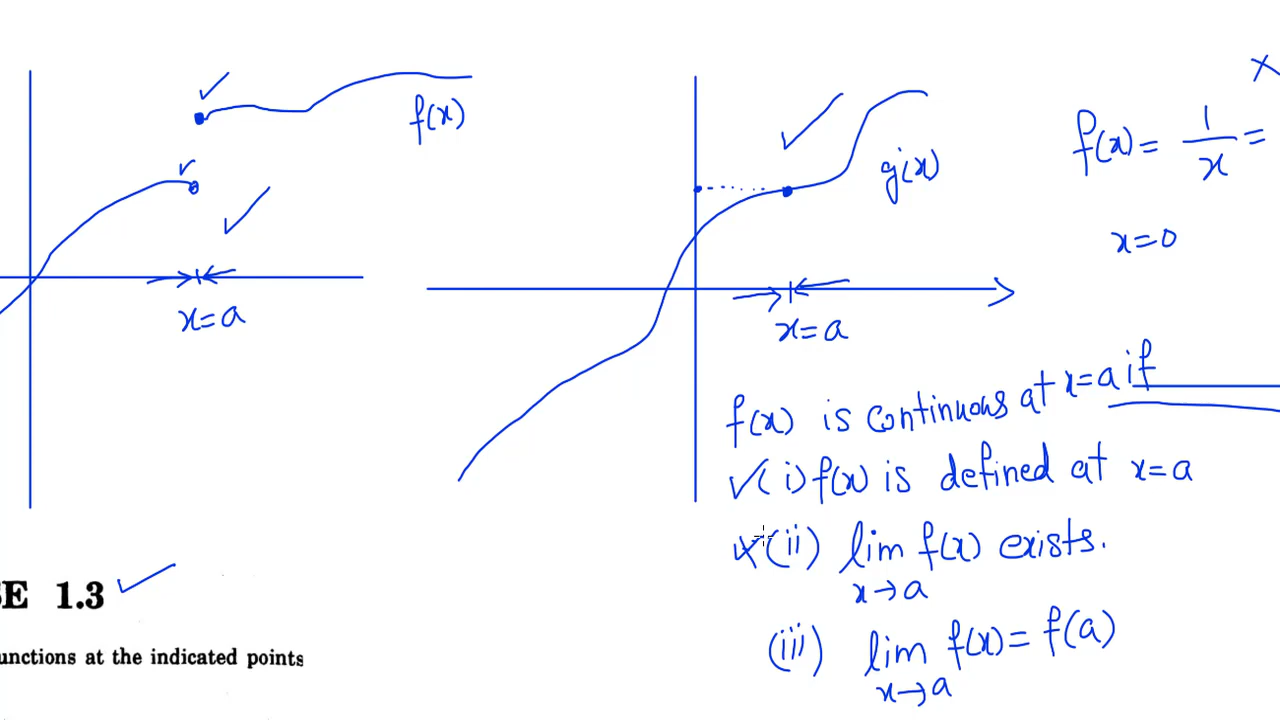 f(x)
x=a
g(x)
x=a
f(x)= 1/x =
x=0
f(x) is continuous at x=a if
(i) f(x) is defined at x=a
(ii) lim x→a f(x) exists.
(iii) lim x→a f(x)=f(a)
E 1.3
unctions at the indicated points